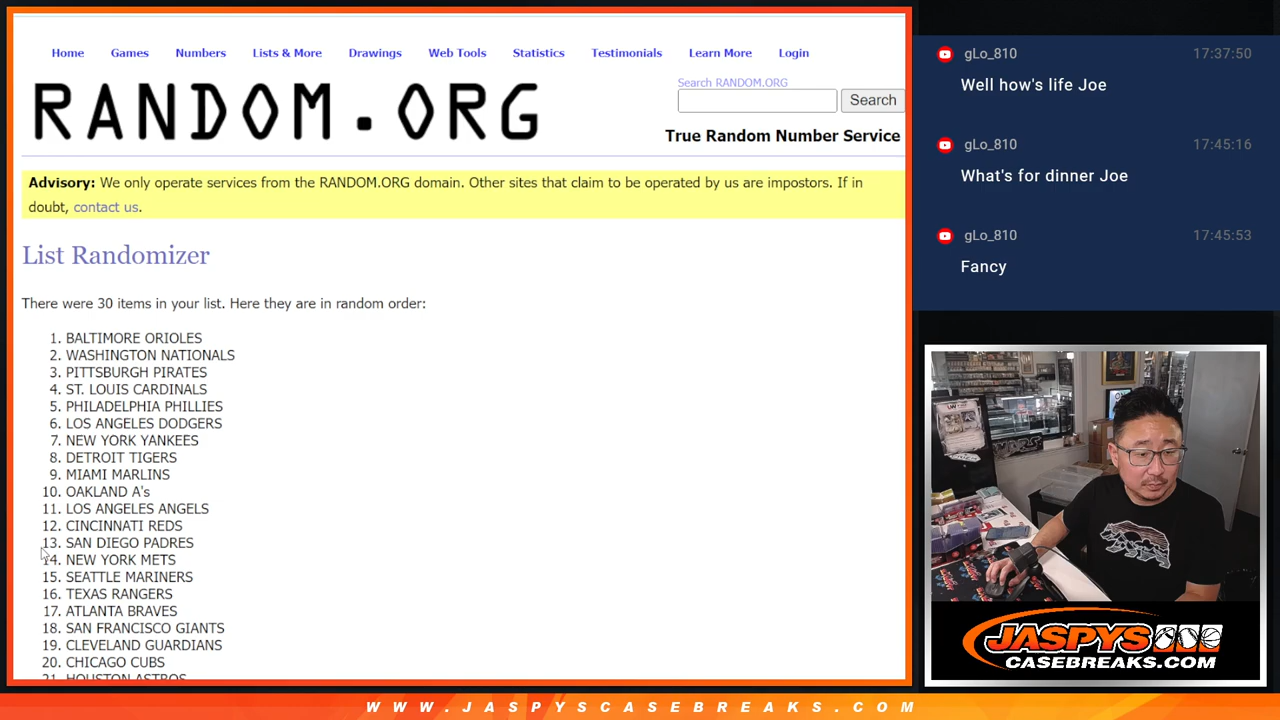 Home Games Numbers Lists & More Drawings Web Tools Statistics Testimonials Learn More Login
RANDOM.ORG
Search RANDOM.ORG
Search
True Random Number Service
Advisory: We only operate services from the RANDOM.ORG domain. Other sites that claim to be operated by us are impostors. If in
doubt, contact us.
List Randomizer
There were 30 items in your list. Here they are in random order:
1. BALTIMORE ORIOLES
2. WASHINGTON NATIONALS
3. PITTSBURGH PIRATES
4. ST. LOUIS CARDINALS
5. PHILADELPHIA PHILLIES
6. LOS ANGELES DODGERS
7. NEW YORK YANKEES
8. DETROIT TIGERS
9. MIAMI MARLINS
10. OAKLAND A's
11. LOS ANGELES ANGELS
12. CINCINNATI REDS
13. SAN DIEGO PADRES
14. NEW YORK METS
15. SEATTLE MARINERS
16. TEXAS RANGERS
17. ATLANTA BRAVES
18. SAN FRANCISCO GIANTS
19. CLEVELAND GUARDIANS
20. CHICAGO CUBS
21. HOUSTON ASTROS
gLo_810 17:37:50
Well how's life Joe
gLo_810 17:45:16
What's for dinner Joe
gLo_810 17:45:53
Fancy
JASPYS
CASEBREAKS.COM
WWW.JASPYSCASEBREAKS.COM